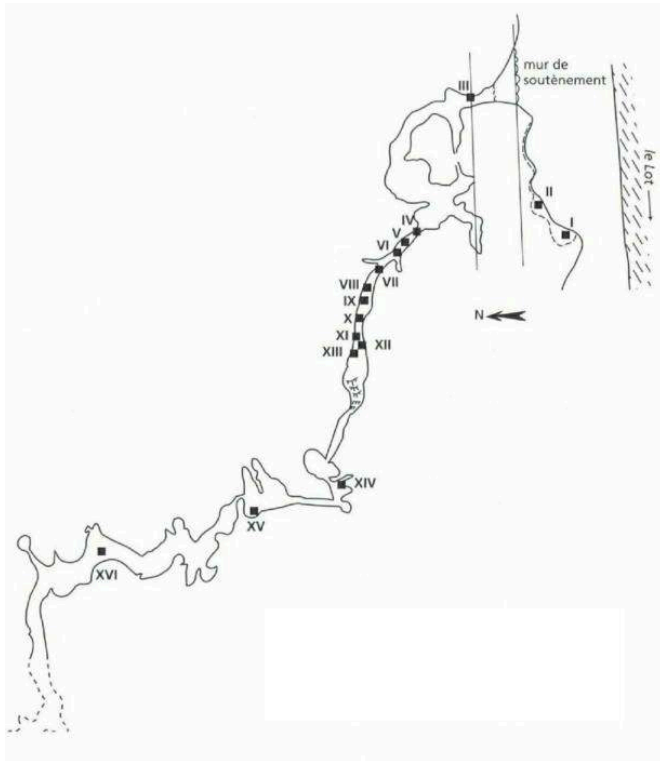 mur de
soutènement
le Lot
III
II
I
IV
V
VI
VII
VIII
IX
X
XI
XII
XIII
N
XIV
XV
XVI